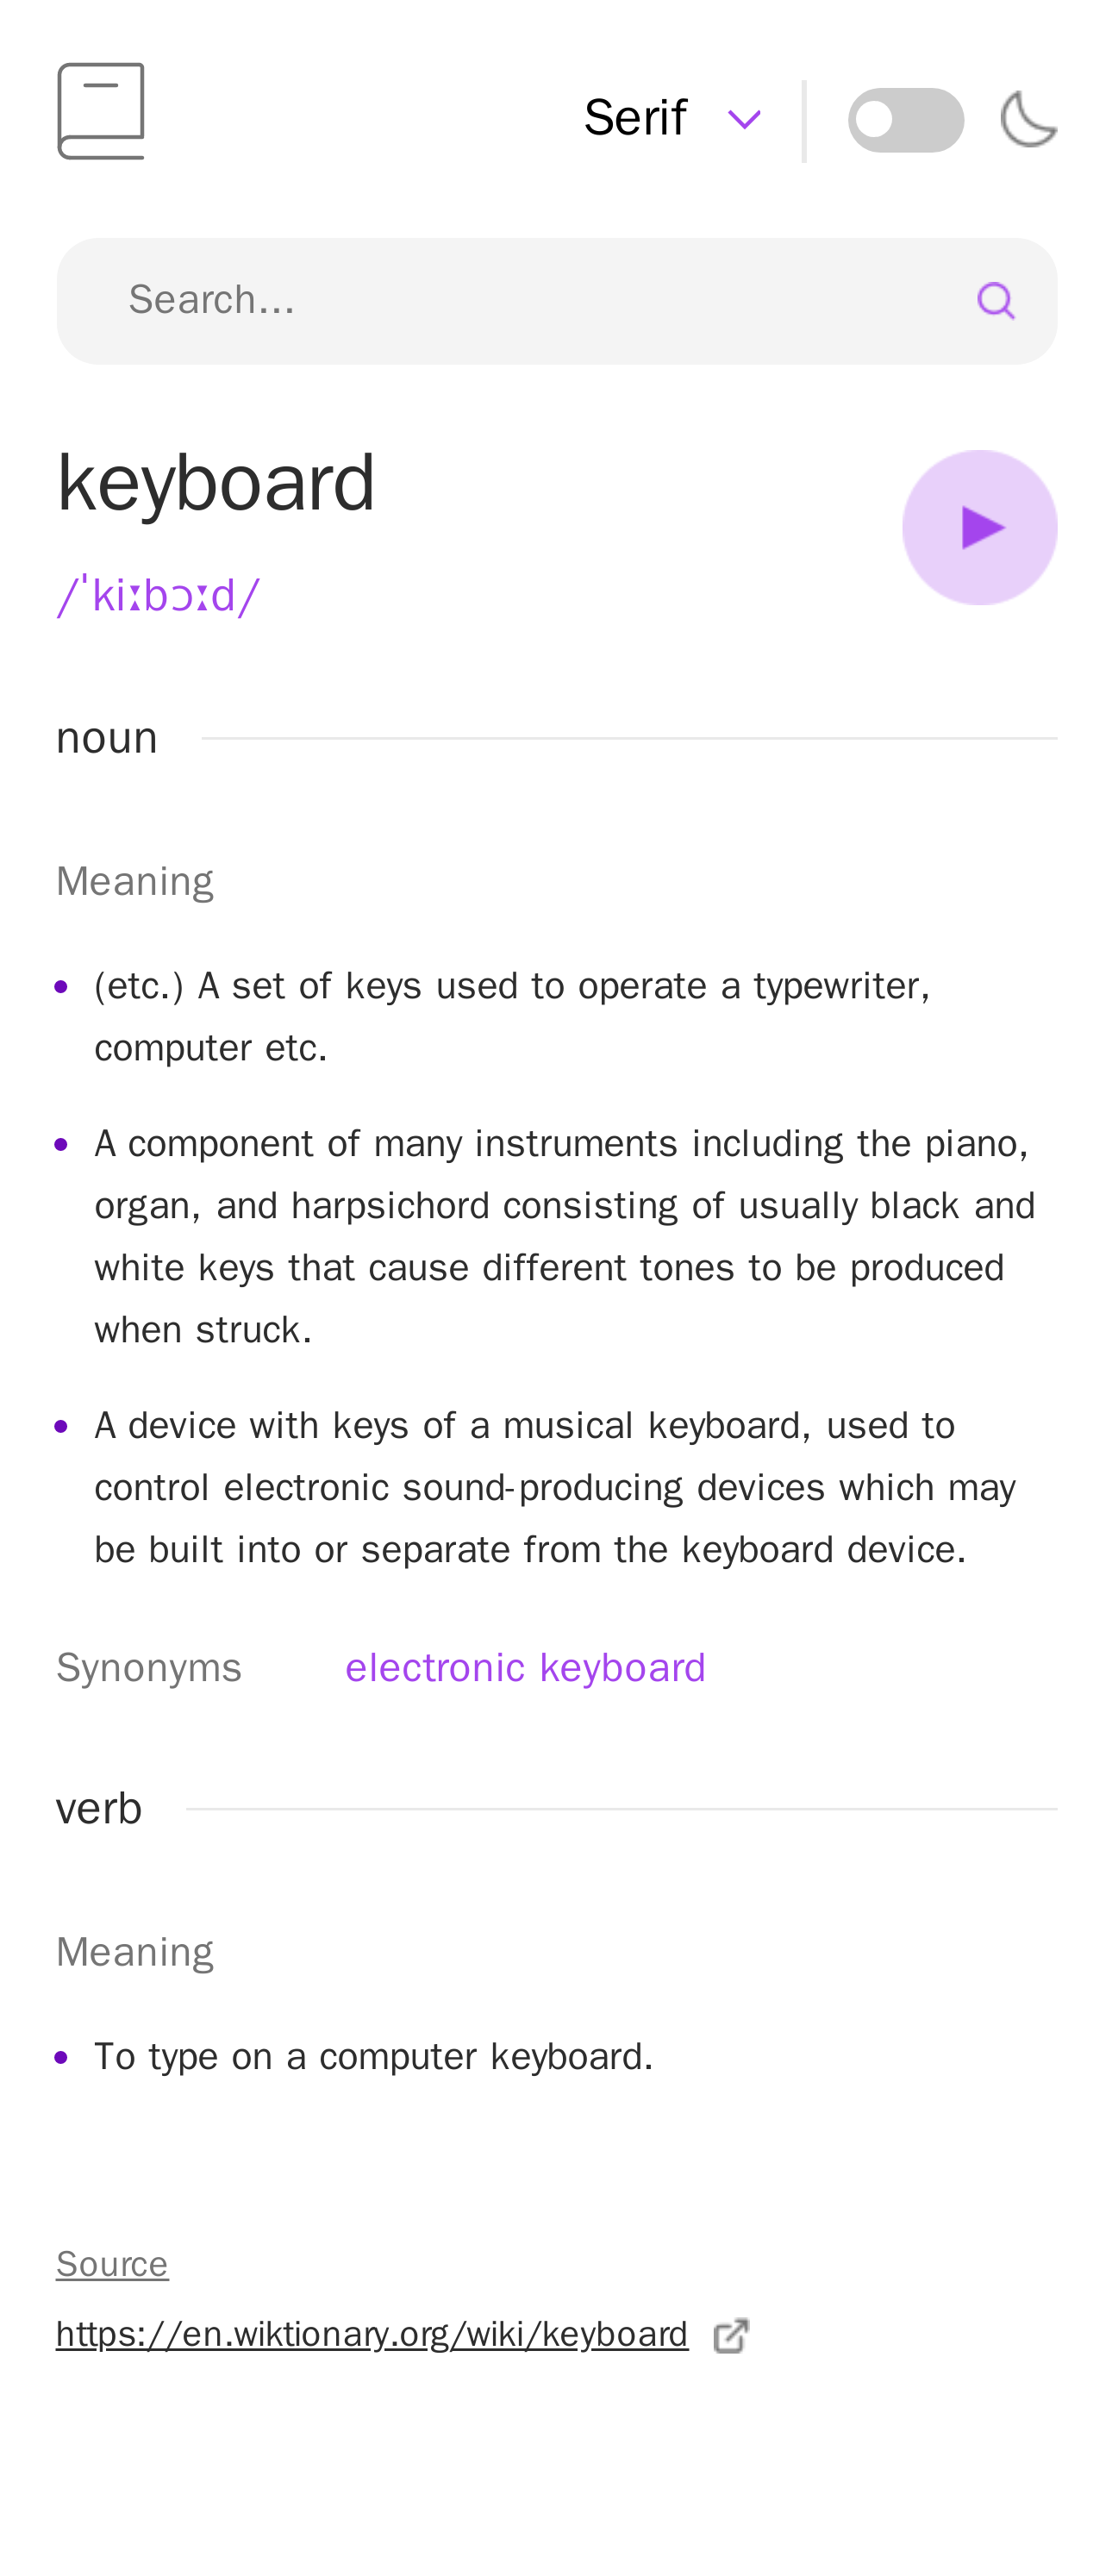 Serif
Search...
keyboard
/ˈkiːbɔːd/
noun
Meaning
(etc.) A set of keys used to operate a typewriter,
computer etc.
A component of many instruments including the piano,
organ, and harpsichord consisting of usually black and
white keys that cause different tones to be produced
when struck.
A device with keys of a musical keyboard, used to
control electronic sound-producing devices which may
be built into or separate from the keyboard device.
Synonyms electronic keyboard
verb
Meaning
To type on a computer keyboard.
Source
https://en.wiktionary.org/wiki/keyboard